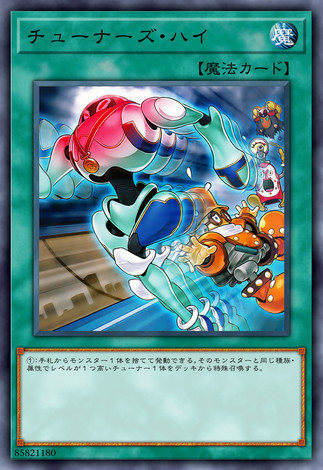 チューナーズ・ハイ
魔
【魔法カード】
①：手札からモンスター１体を捨てて発動できる。そのモンスターと同じ種族・
属性でレベルが１つ高いチューナー１体をデッキから特殊召喚する。
85821180